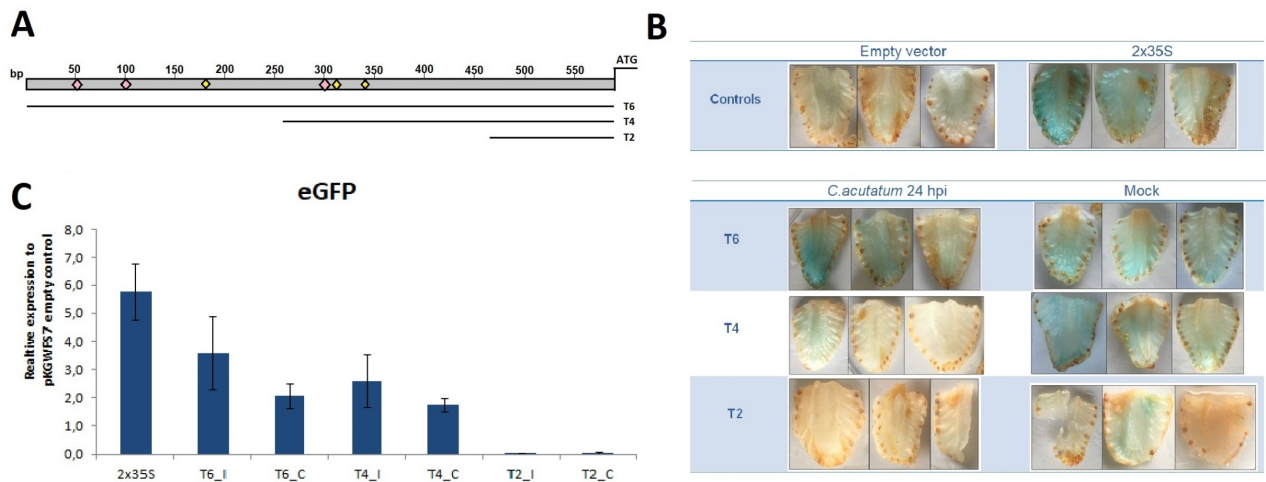 A
bp 50 100 150 200 250 300 350 400 450 500 550 ATG
T6
T4
T2
B
Empty vector 2x35S
Controls
C.acutatum 24 hpi Mock
T6
T4
T2
C
eGFP
Realtive expression to
pKGWFS7 empty control
8,0
7,0
6,0
5,0
4,0
3,0
2,0
1,0
0,0
2x35S T6_I T6_C T4_I T4_C T2_I T2_C